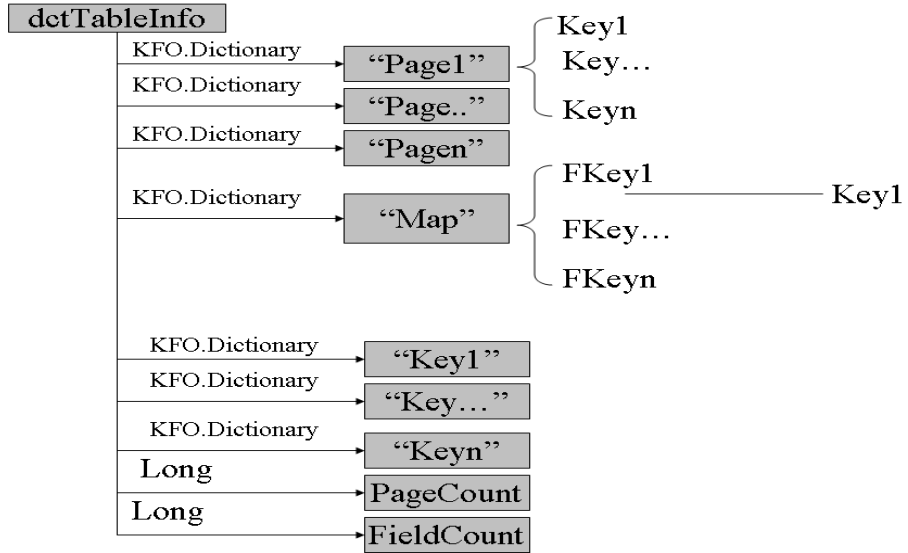 dctTableInfo
KFO.Dictionary
“Page1”
Key1
Key…
Keyn
KFO.Dictionary
“Page..”
KFO.Dictionary
“Pagen”
KFO.Dictionary
“Map”
FKey1
Key1
FKey…
FKeyn
KFO.Dictionary
“Key1”
KFO.Dictionary
“Key…”
KFO.Dictionary
“Keyn”
Long
PageCount
Long
FieldCount